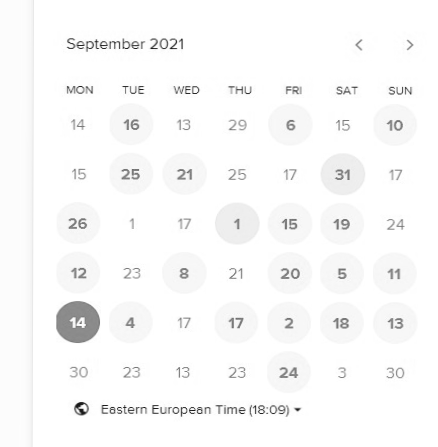 September 2021
MON TUE WED THU FRI SAT SUN
14 16 13 29 6 15 10
15 25 21 25 17 31 17
26 1 17 1 15 19 24
12 23 8 21 20 5 11
14 4 17 17 2 18 13
30 23 13 23 24 3 30
Eastern European Time (18:09)